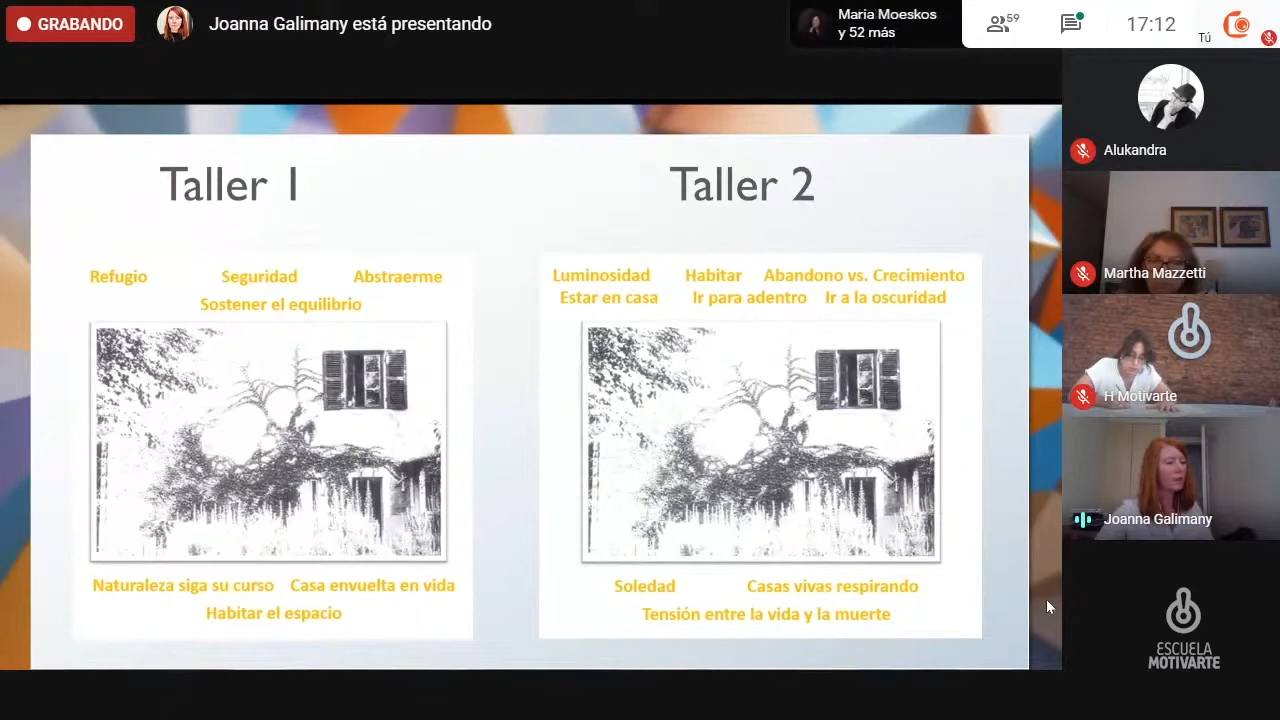 GRABANDO
Joanna Galimany está presentando
Maria Moeskos
y 52 más
59
17:12
Tú
Taller 1
Refugio Seguridad Abstraerme
Sostener el equilibrio
Naturaleza siga su curso Casa envuelta en vida
Habitar el espacio
Taller 2
Luminosidad Habitar Abandono vs. Crecimiento
Estar en casa Ir para adentro Ir a la oscuridad
Soledad Casas vivas respirando
Tensión entre la vida y la muerte
Alukandra
Martha Mazzetti
H Motivarte
Joanna Galimany
ESCUELA
MOTIVARTE